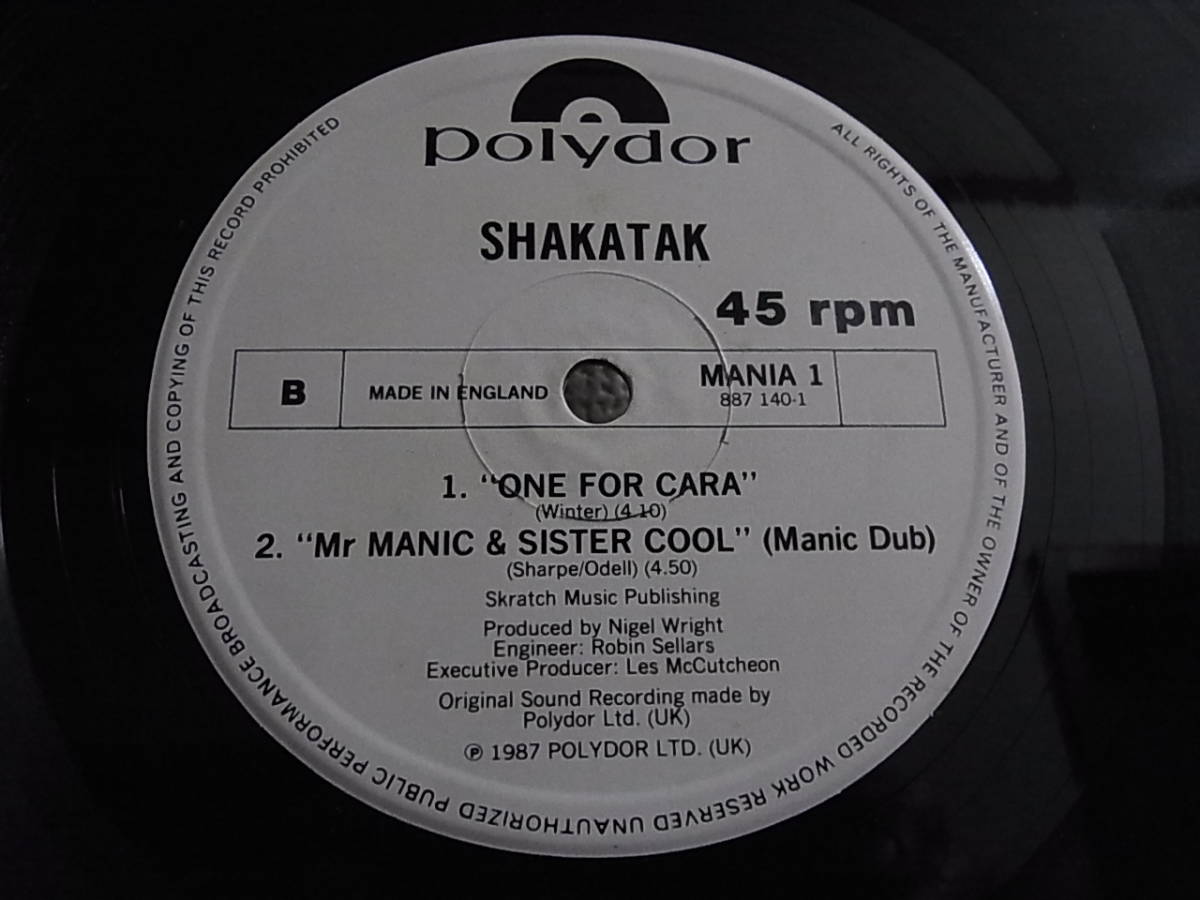 polydor
SHAKATAK
45 rpm
B
MADE IN ENGLAND
MANIA 1
887 140-1
1. "ONE FOR CARA"
(Winter) (4.10)
2. "Mr MANIC & SISTER COOL" (Manic Dub)
(Sharpe/Odell) (4.50)
Skratch Music Publishing
Produced by Nigel Wright
Engineer: Robin Sellars
Executive Producer: Les McCutcheon
Original Sound Recording made by
Polydor Ltd. (UK)
℗ 1987 POLYDOR LTD. (UK)
ALL RIGHTS OF THE MANUFACTURER AND OF THE OWNER OF THE RECORDED WORK RESERVED UNAUTHORIZED PUBLIC PERFORMANCE BROADCASTING AND COPYING OF THIS RECORD PROHIBITED